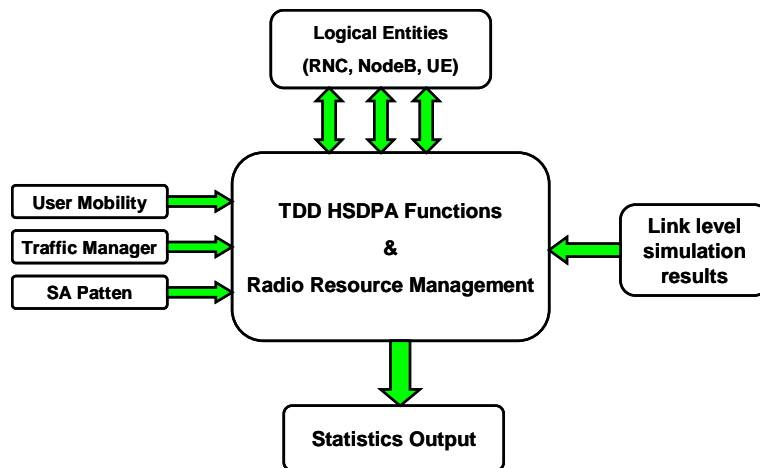 Logical Entities
(RNC, NodeB, UE)
User Mobility
Traffic Manager
SA Patten
TDD HSDPA Functions
&
Radio Resource Management
Link level
simulation
results
Statistics Output